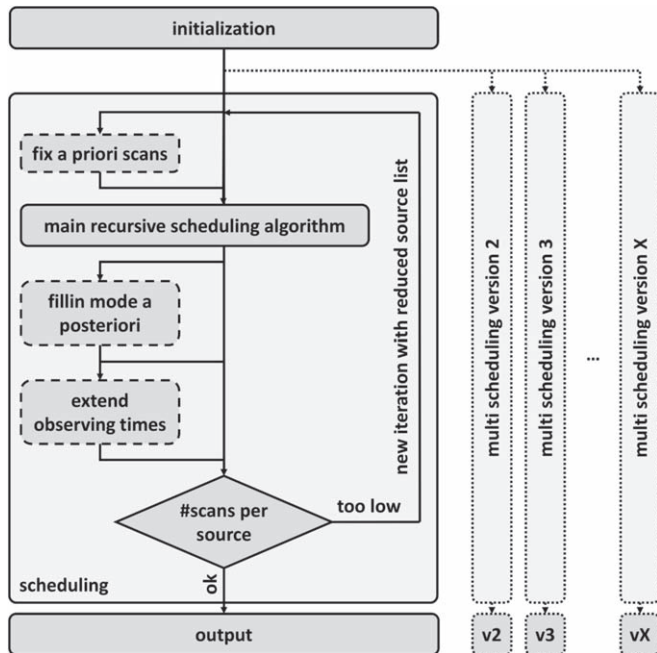 initialization
fix a priori scans
main recursive scheduling algorithm
fillin mode a
posteriori
extend
observing times
#scans per
source
too low
ok
scheduling
output
new iteration with reduced source list
multi scheduling version 2
multi scheduling version 3
...
multi scheduling version X
v2
v3
vX